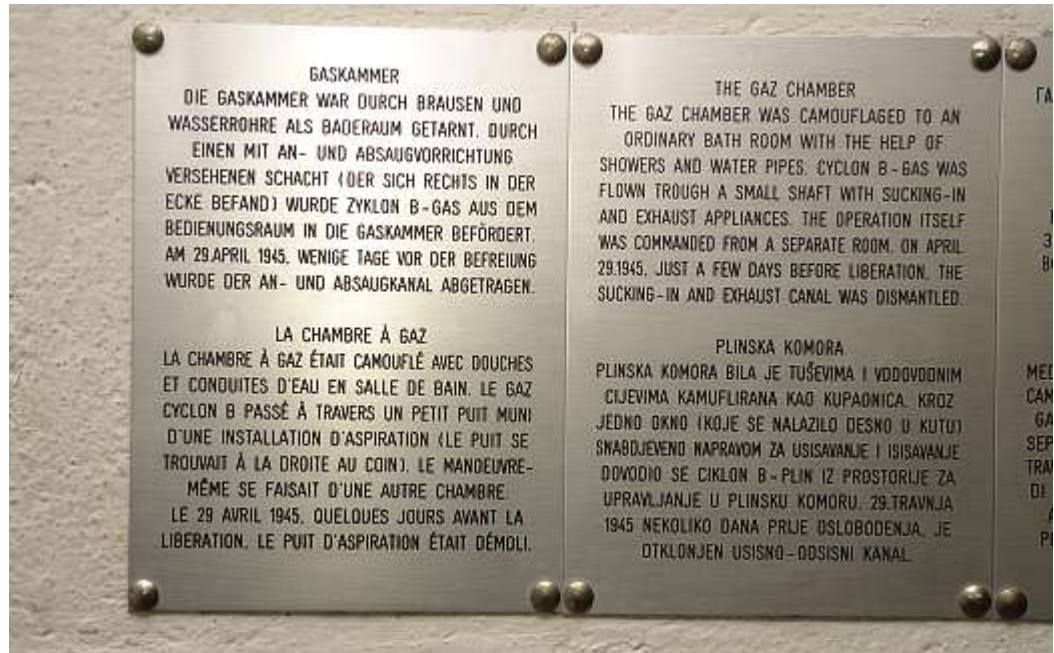 GASKAMMER
DIE GASKAMMER WAR DURCH BRAUSEN UND
WASSERROHRE ALS BADERAUM GETARNT. DURCH
EINEN MIT AN- UND ABSAUGVORRICHTUNG
VERSEHENEN SCHACHT (DER SICH RECHTS IN DER
ECKE BEFAND) WURDE ZYKLON B-GAS AUS DEM
BEDIENUNGSRAUM IN DIE GASKAMMER BEFÖRDERT.
AM 29.APRIL 1945. WENIGE TAGE VOR DER BEFREIUNG
WURDE DER AN- UND ABSAUGKANAL ABGETRAGEN.
LA CHAMBRE À GAZ
LA CHAMBRE À GAZ ÉTAIT CAMOUFLÉ AVEC DOUCHES
ET CONDUITES D'EAU EN SALLE DE BAIN. LE GAZ
CYCLON B PASSÉ À TRAVERS UN PETIT PUIT MUNI
D'UNE INSTALLATION D'ASPIRATION (LE PUIT SE
TROUVAIT À LA DROITE AU COIN). LE MANOEUVRE-
MÊME SE FAISAIT D'UNE AUTRE CHAMBRE.
LE 29 AVRIL 1945. QUELQUES JOURS AVANT LA
LIBERATION. LE PUIT D'ASPIRATION ÉTAIT DÉMOLI.
THE GAZ CHAMBER
THE GAZ CHAMBER WAS CAMOUFLAGED TO AN
ORDINARY BATH ROOM WITH THE HELP OF
SHOWERS AND WATER PIPES. CYCLON B-GAS WAS
FLOWN TROUGH A SMALL SHAFT WITH SUCKING-IN
AND EXHAUST APPLIANCES. THE OPERATION ITSELF
WAS COMMANDED FROM A SEPARATE ROOM. ON APRIL
29.1945. JUST A FEW DAYS BEFORE LIBERATION. THE
SUCKING-IN AND EXHAUST CANAL WAS DISMANTLED.
PLINSKA KOMORA
PLINSKA KOMORA BILA JE TUŠEVIMA I VODOVODNIM
CIJEVIMA KAMUFLIRANA KAO KUPAONICA. KROZ
JEDNO OKNO (KOJE SE NALAZILO DESNO U KUTU)
SNABDJEVENO NAPRAVOM ZA USISAVANJE I ISISAVANJE
DOVODIO SE CIKLON B-PLIN IZ PROSTORIJE ZA
UPRAVLJANJE U PLINSKU KOMORU. 29.TRAVNJA
1945 NEKOLIKO DANA PRIJE OSLOBODENJA. JE
OTKLONJEN USISNO-ODSISNI KANAL.